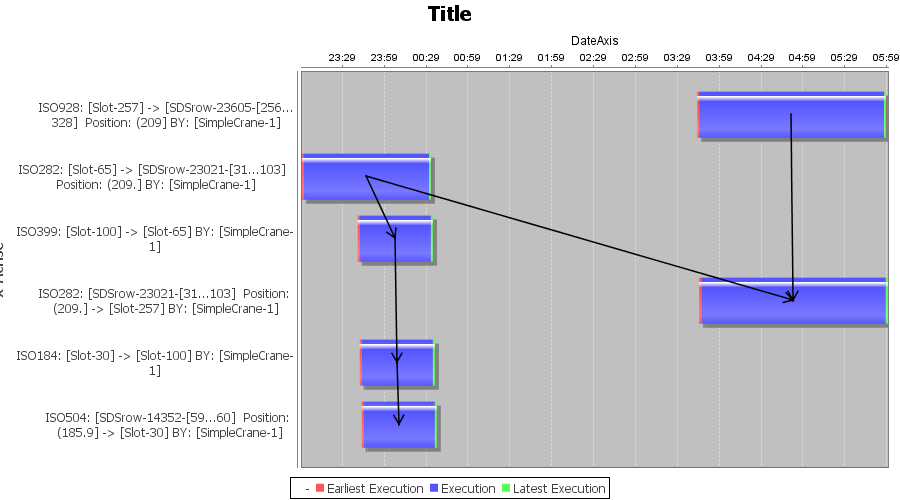 Title
DateAxis
23:29 23:59 00:29 00:59 01:29 01:59 02:29 02:59 03:29 03:59 04:29 04:59 05:29 05:59
ISO928: [Slot-257] -> [SDSrow-23605-[256...
328]  Position: (209] BY: [SimpleCrane-1]
ISO282: [Slot-65] -> [SDSrow-23021-[31...103]
Position: (209.] BY: [SimpleCrane-1]
ISO399: [Slot-100] -> [Slot-65] BY: [SimpleCrane-
1]
ISO282: [SDSrow-23021-[31...103]  Position:
(209.] -> [Slot-257] BY: [SimpleCrane-1]
ISO184: [Slot-30] -> [Slot-100] BY: [SimpleCrane-
1]
ISO504: [SDSrow-14352-[59...60]  Position:
(185.9] -> [Slot-30] BY: [SimpleCrane-1]
- Earliest Execution Execution Latest Execution